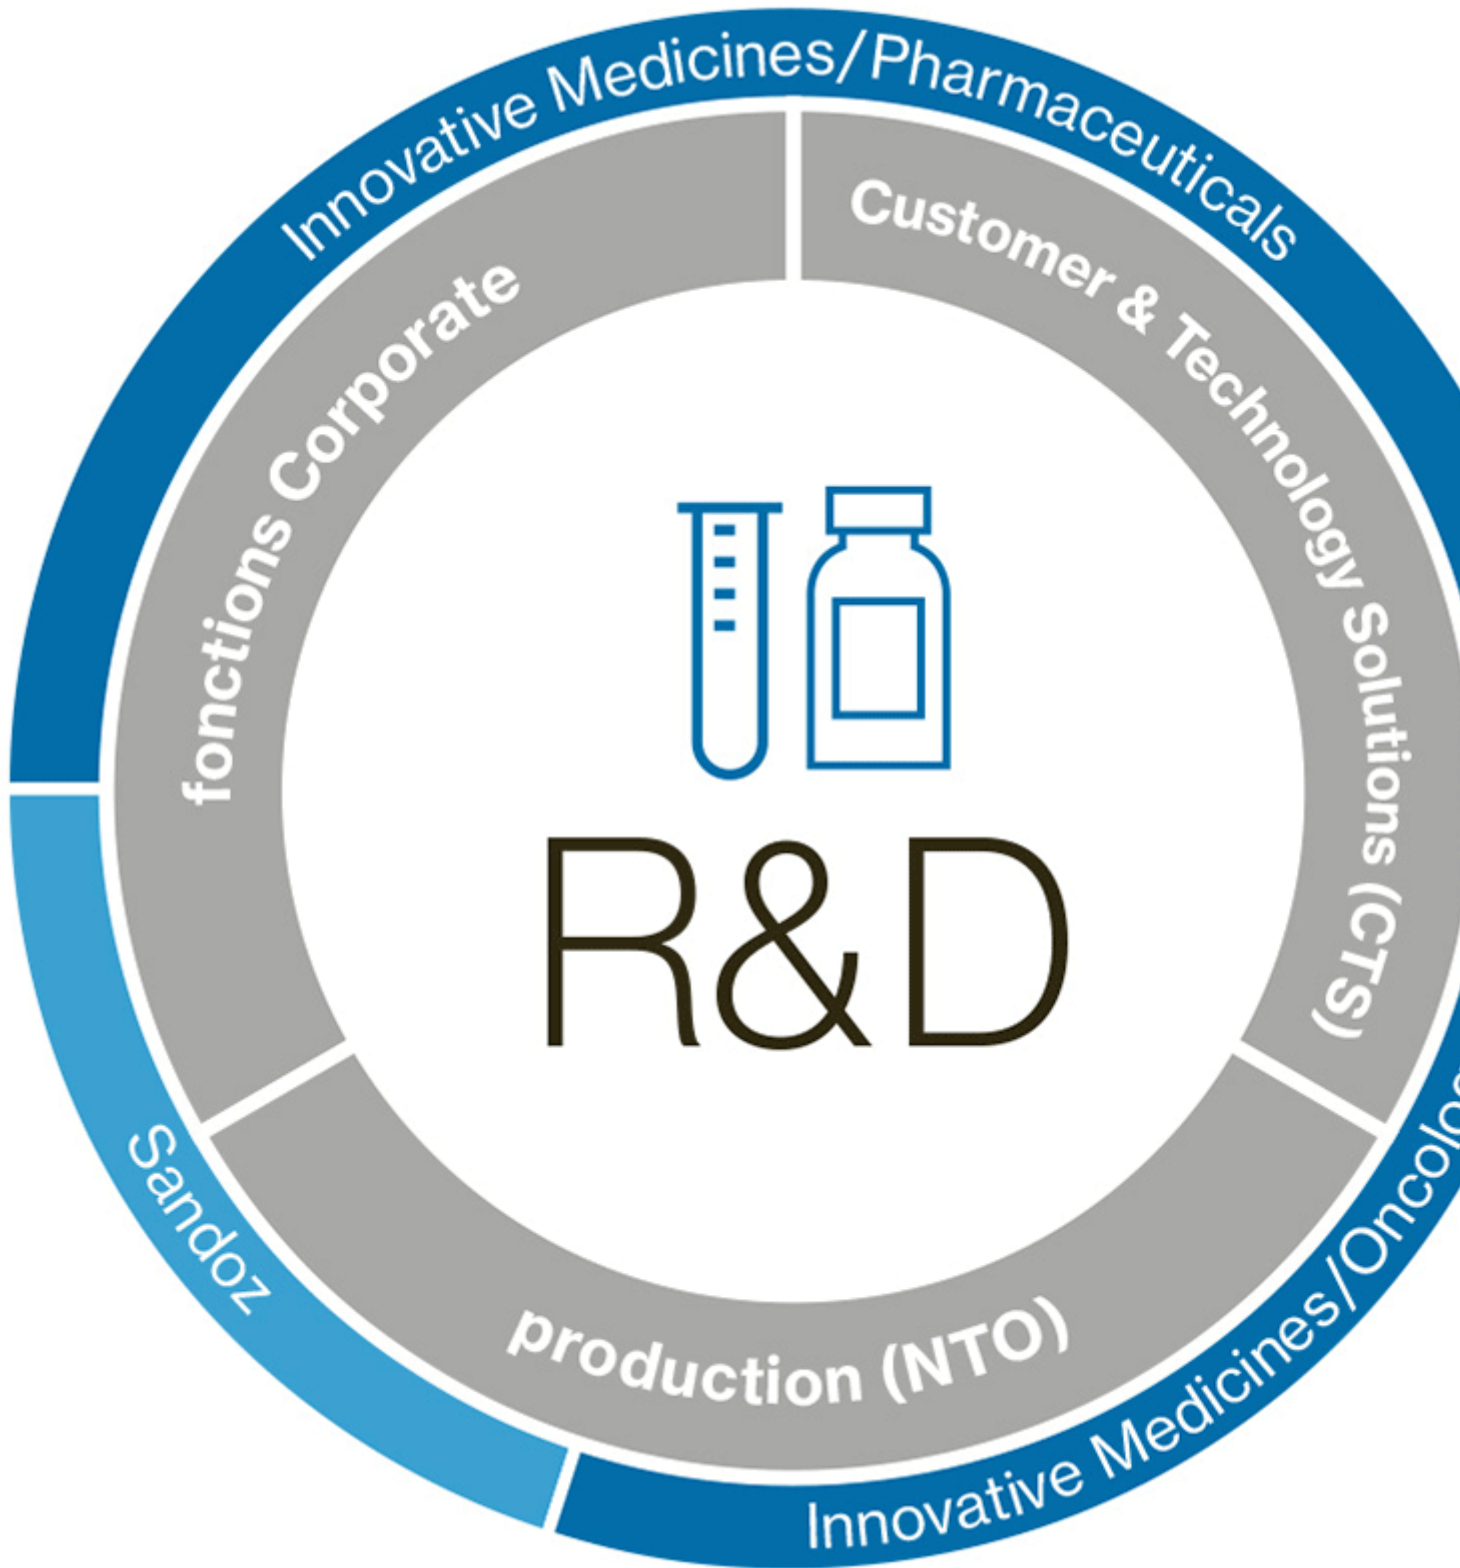 Innovative Medicines/Pharmaceuticals
Customer & Technology Solutions (CTS)
fonctions Corporate
R&D
Sandoz
production (NTO)
Innovative Medicines/